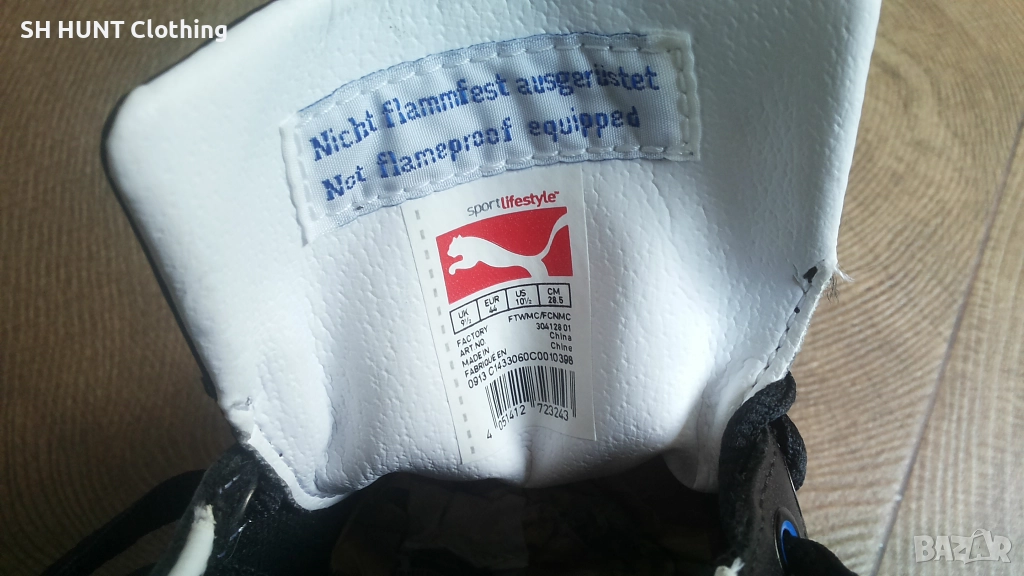 SH HUNT Clothing
Nicht flammfest ausgerüstet
Not flameproof equipped
sportlifestyle™
UK EUR US CM
9½ 44 10½ 28.5
FACTORY FTWMC/FCNMC
ART NO. 304128 01
MADE IN China
FABRIQUE EN Chine
0913 C1433060C0010398
4 051412 723243
BAZAR